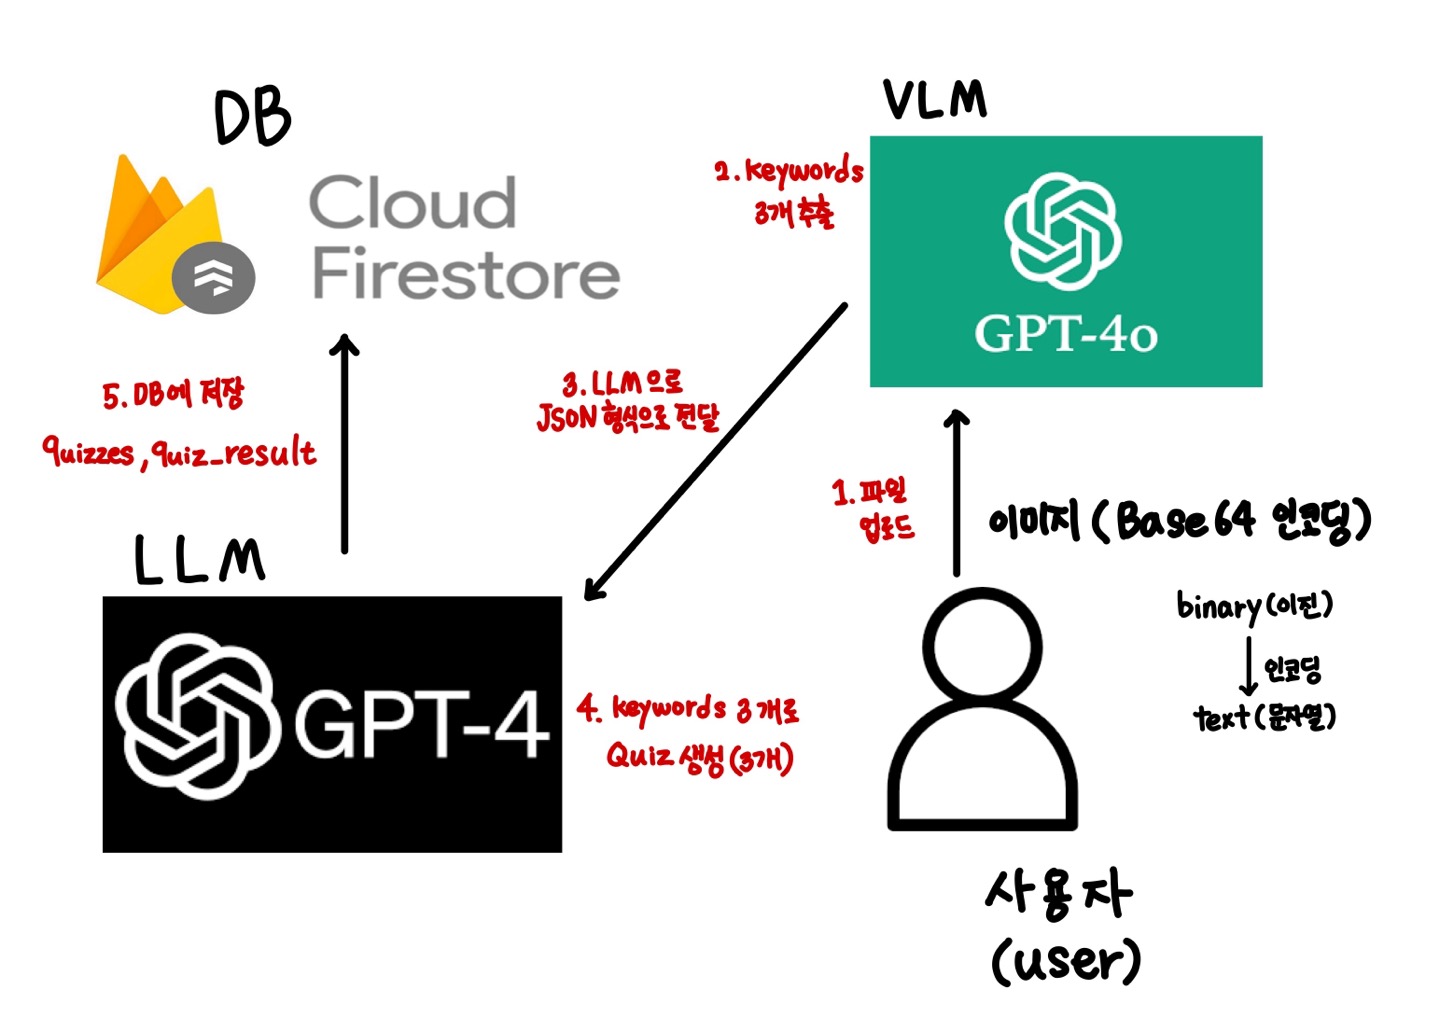 DB
Cloud
Firestore
VLM
2. keywords
3개 추출
GPT-4o
5. DB에 저장
quizzes, quiz_result
3. LLM으로
JSON 형식으로 전달
1. 파일
업로드
이미지 (Base64 인코딩)
binary (이진)
인코딩
text (문자열)
LLM
GPT-4
4. keywords 3개로
Quiz 생성 (3개)
사용자
(user)